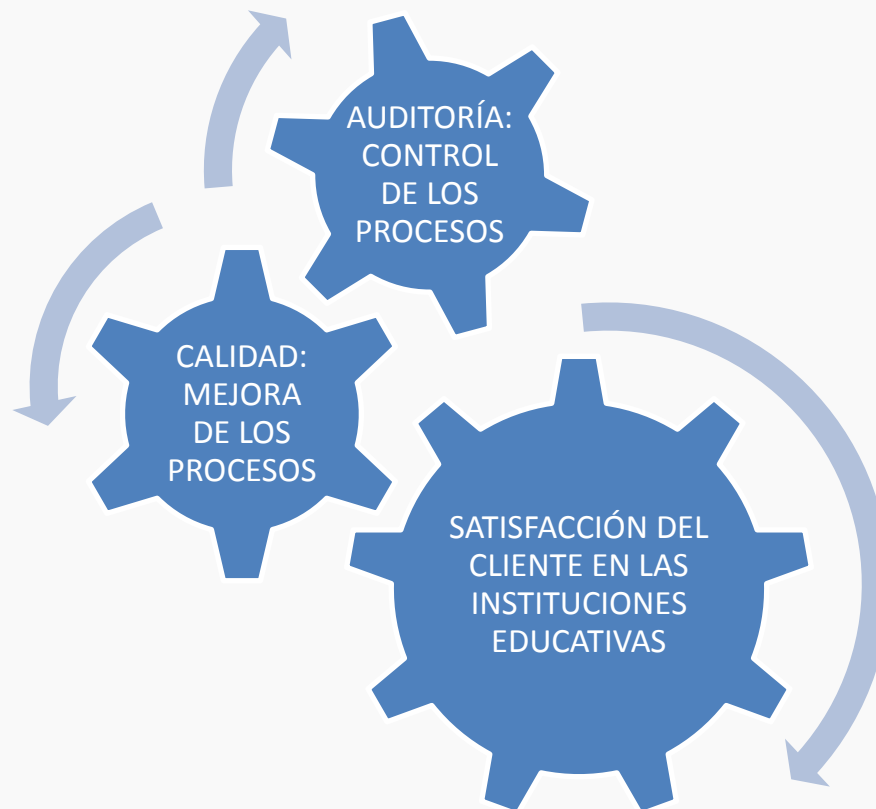 AUDITORÍA:
CONTROL
DE LOS
PROCESOS
CALIDAD:
MEJORA
DE LOS
PROCESOS
SATISFACCIÓN DEL
CLIENTE EN LAS
INSTITUCIONES
EDUCATIVAS